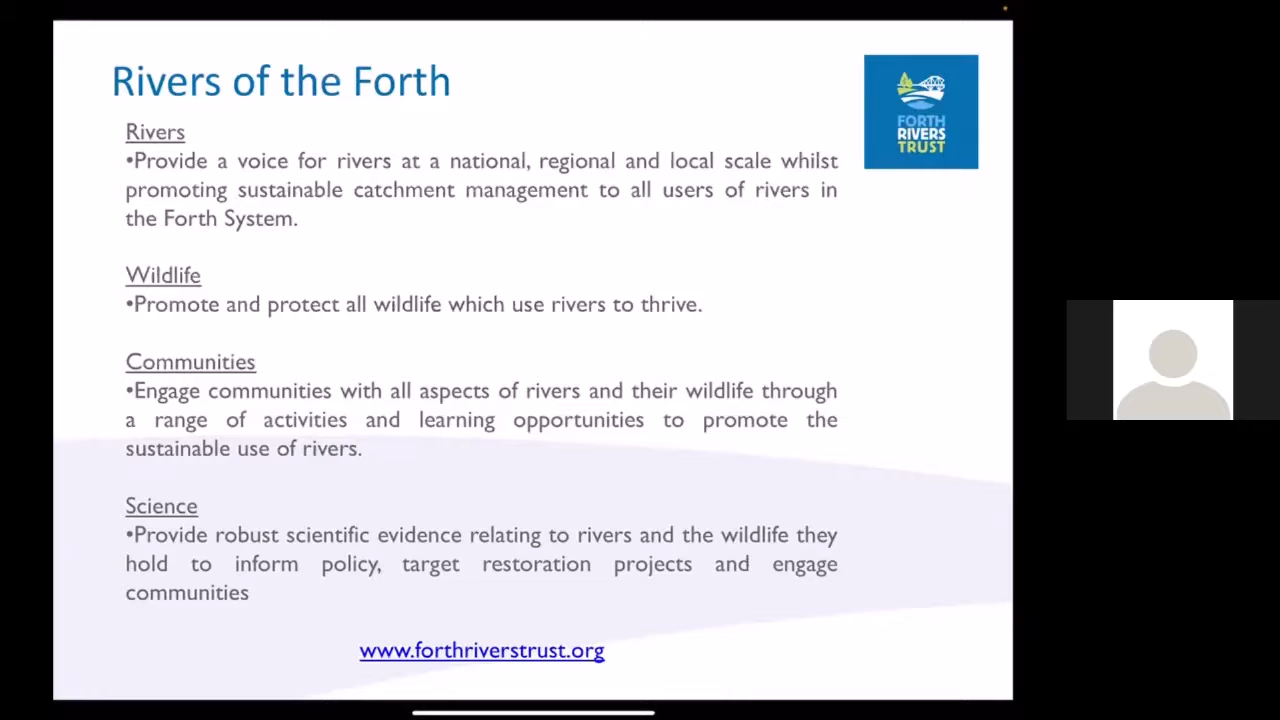 Rivers of the Forth
FORTH
RIVERS
TRUST
Rivers
•Provide a voice for rivers at a national, regional and local scale whilst
promoting sustainable catchment management to all users of rivers in
the Forth System.
Wildlife
•Promote and protect all wildlife which use rivers to thrive.
Communities
•Engage communities with all aspects of rivers and their wildlife through
a range of activities and learning opportunities to promote the
sustainable use of rivers.
Science
•Provide robust scientific evidence relating to rivers and the wildlife they
hold to inform policy, target restoration projects and engage
communities
www.forthriverstrust.org